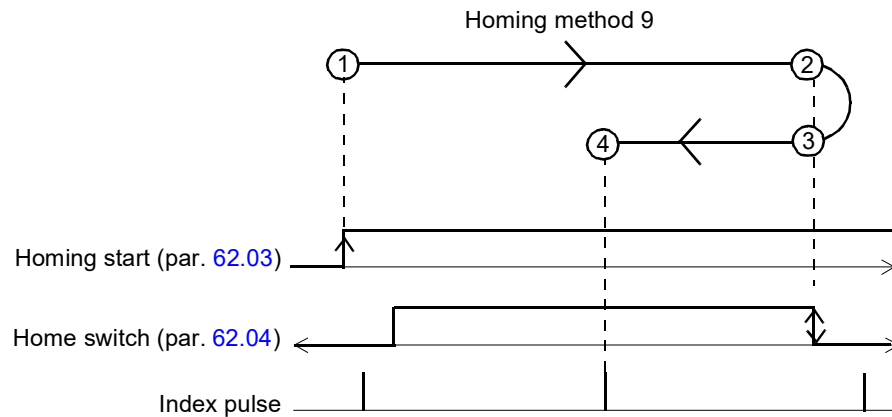 Homing method 9
1
2
4
3
Homing start (par. 62.03)
Home switch (par. 62.04)
Index pulse